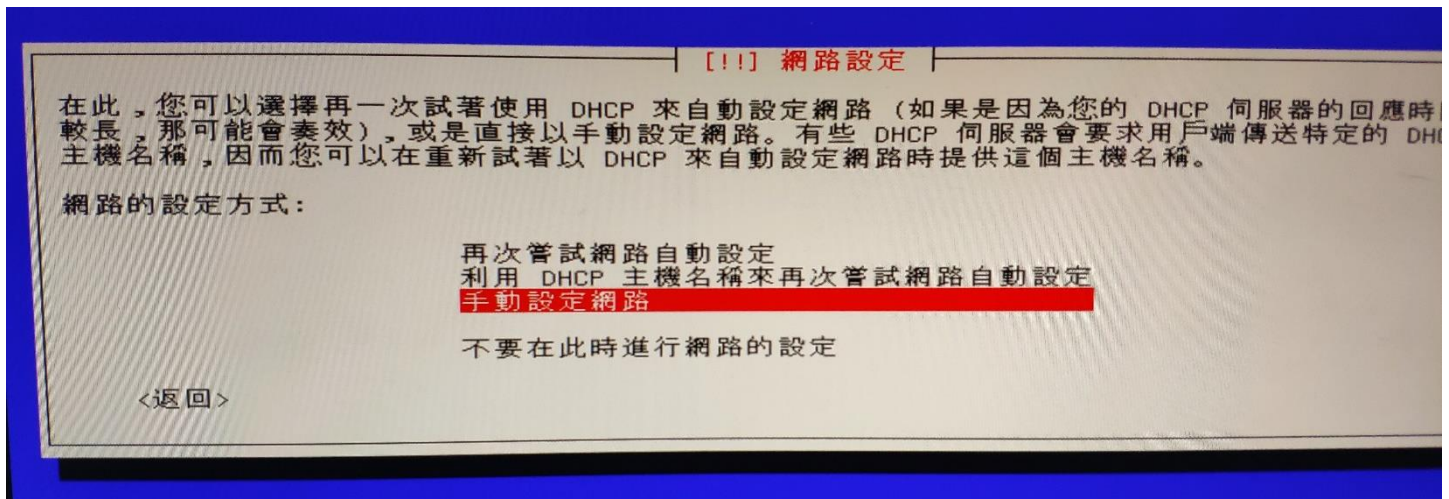 [!!] 網路設定
在此，您可以選擇再一次試著使用 DHCP 來自動設定網路 (如果是因為您的 DHCP 伺服器的回應時
較長，那可能會奏效)，或是直接以手動設定網路。有些 DHCP 伺服器會要求用戶端傳送特定的
主機名稱，因而您可以在重新試著以 DHCP 來自動設定網路時提供這個主機名稱。
網路的設定方式:
再次嘗試網路自動設定
利用 DHCP 主機名稱來再次嘗試網路自動設定
手動設定網路
不要在此時進行網路的設定
<返回>